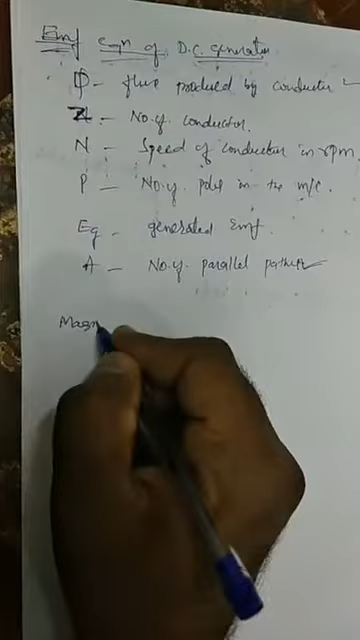 Emf eqn of D.C. generator
Φ - flux produced by conductor
Z - No.of conductor.
N - Speed of conductor in rpm.
P - No.of poles in the m/c.
Eg - generated Emf.
A - No.of parallel
Magn